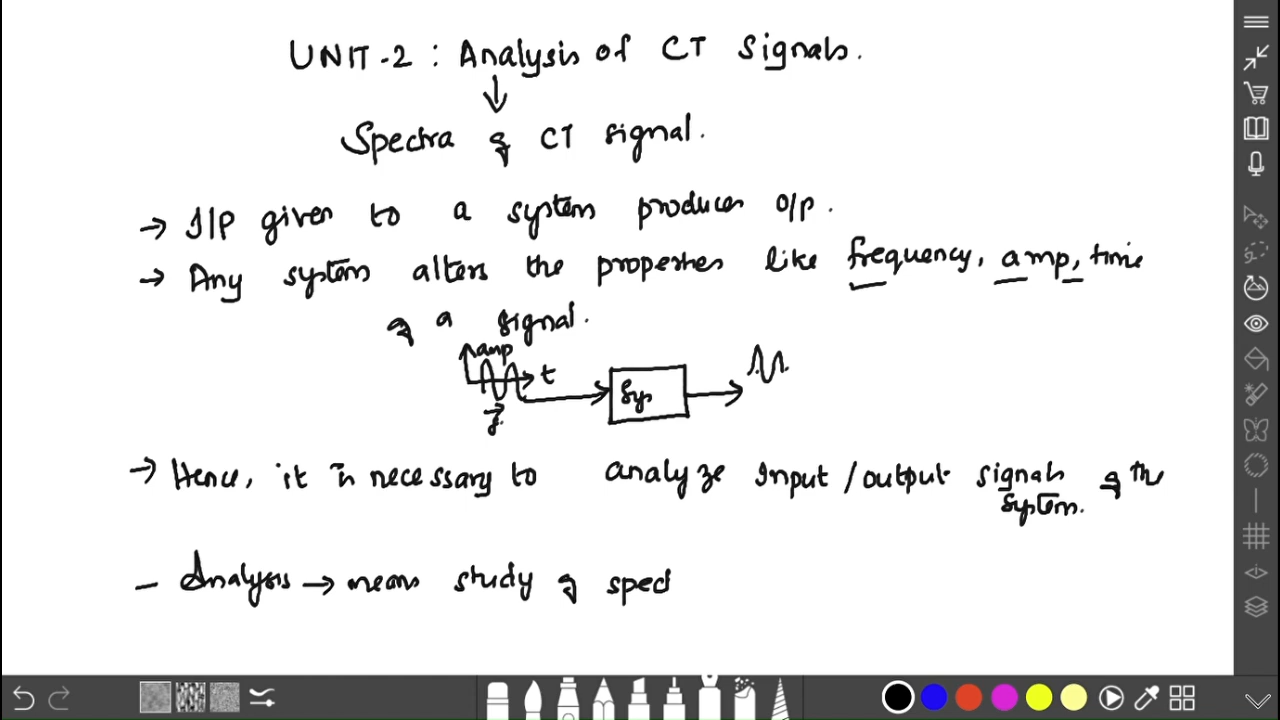 UNIT-2 : Analysis of CT Signals.
Spectra of CT signal.
→ I/P given to a system produces O/P.
→ Any system alters the properties like frequency, amp, time
of a signal.
amp
t
Sys
f
→ Hence, it is necessary to analyze Input / output signals of the
system.
- Analysis → means study of spect